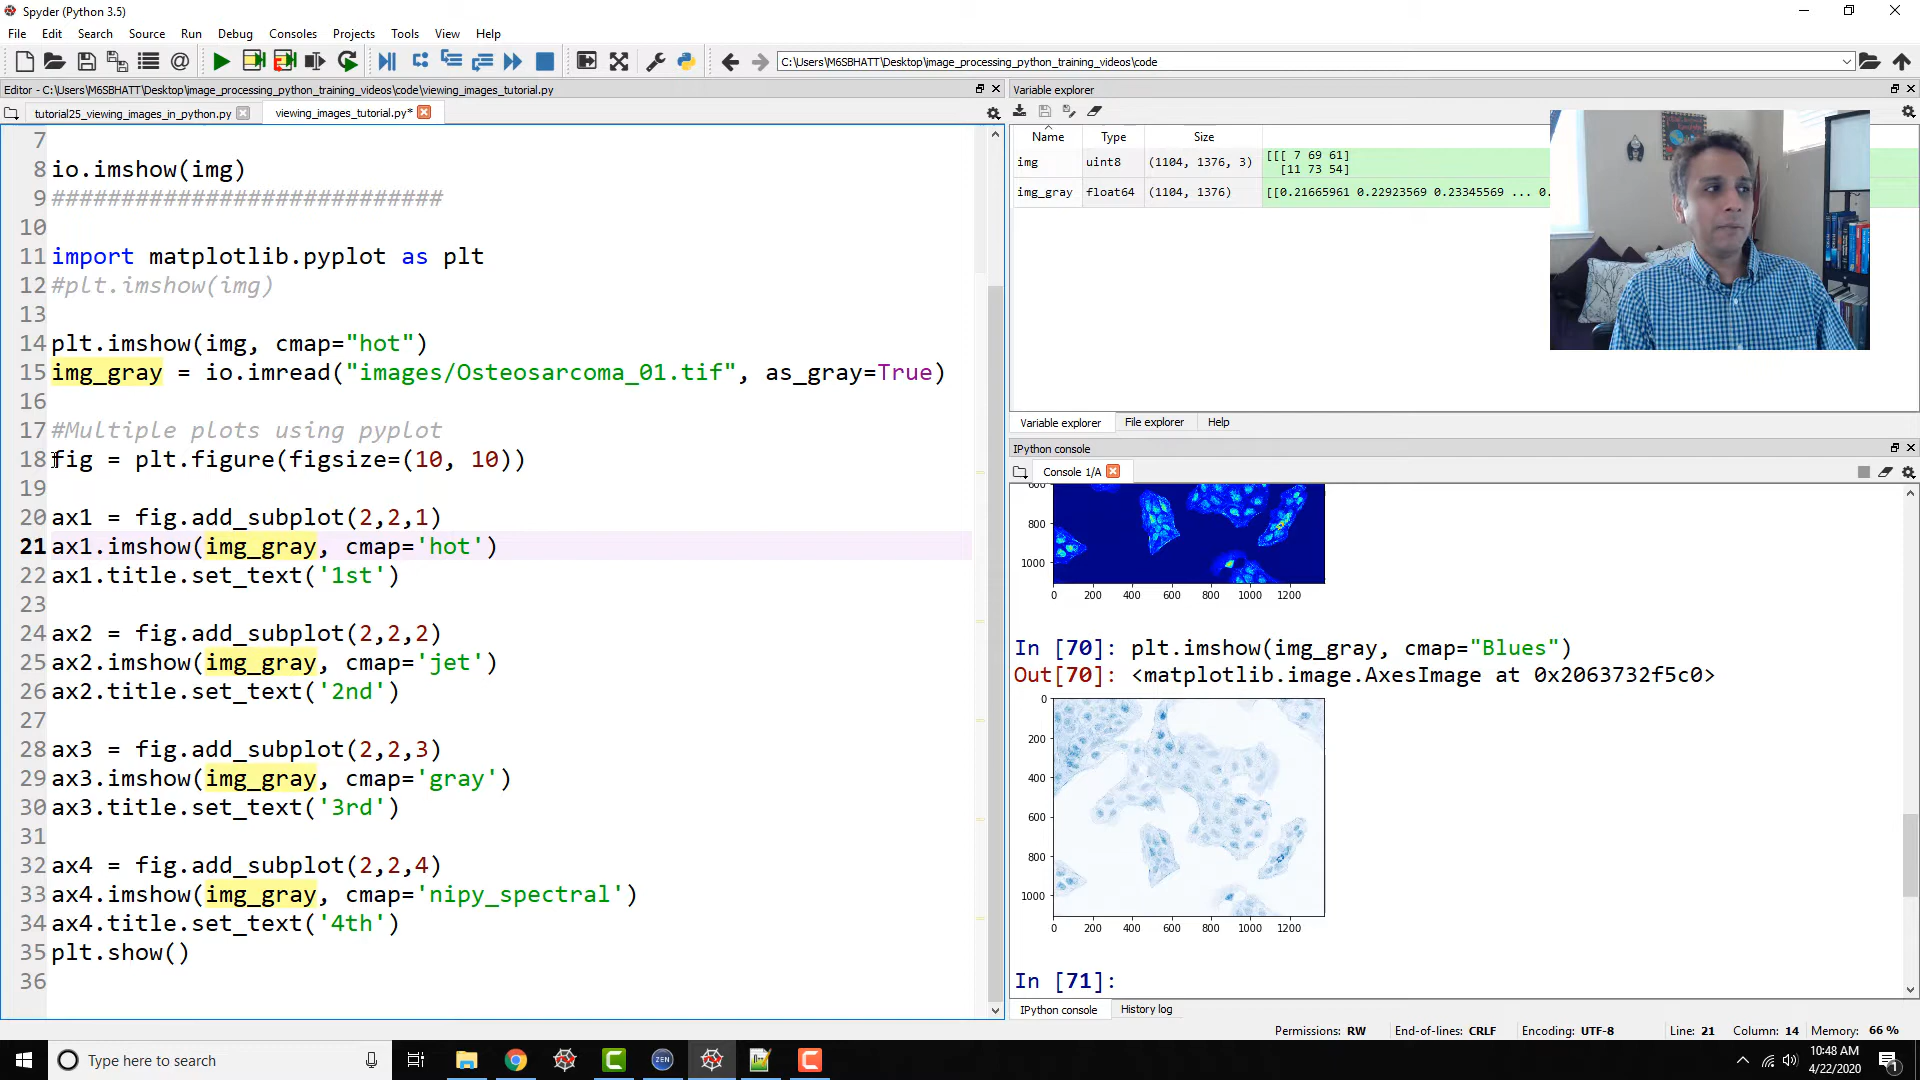 Spyder (Python 3.5)
File Edit Search Source Run Debug Consoles Projects Tools View Help
C:\Users\M6SBHATT\Desktop\image_processing_python_training_videos\code
Editor - C:\Users\M6SBHATT\Desktop\image_processing_python_training_videos\code\viewing_images_tutorial.py
tutorial25_viewing_images_in_python.py
viewing_images_tutorial.py*
7
8 io.imshow(img)
9 ############################
10
11 import matplotlib.pyplot as plt
12 #plt.imshow(img)
13
14 plt.imshow(img, cmap="hot")
15 img_gray = io.imread("images/Osteosarcoma_01.tif", as_gray=True)
16
17 #Multiple plots using pyplot
18 fig = plt.figure(figsize=(10, 10))
19
20 ax1 = fig.add_subplot(2,2,1)
21 ax1.imshow(img_gray, cmap='hot')
22 ax1.title.set_text('1st')
23
24 ax2 = fig.add_subplot(2,2,2)
25 ax2.imshow(img_gray, cmap='jet')
26 ax2.title.set_text('2nd')
27
28 ax3 = fig.add_subplot(2,2,3)
29 ax3.imshow(img_gray, cmap='gray')
30 ax3.title.set_text('3rd')
31
32 ax4 = fig.add_subplot(2,2,4)
33 ax4.imshow(img_gray, cmap='nipy_spectral')
34 ax4.title.set_text('4th')
35 plt.show()
36
Variable explorer
Name Type Size
img uint8 (1104, 1376, 3) [[[ 7 69 61]
[11 73 54]
img_gray float64 (1104, 1376) [[0.21665961 0.22923569 0.23345569 ... 0.
Variable explorer File explorer Help
IPython console
Console 1/A
800
1000
0 200 400 600 800 1000 1200
In [70]: plt.imshow(img_gray, cmap="Blues")
Out[70]: <matplotlib.image.AxesImage at 0x2063732f5c0>
0
200
400
600
800
1000
0 200 400 600 800 1000 1200
In [71]:
IPython console History log
Permissions: RW End-of-lines: CRLF Encoding: UTF-8 Line: 21 Column: 14 Memory: 66 %
Type here to search
ZEN
10:48 AM
4/22/2020
1